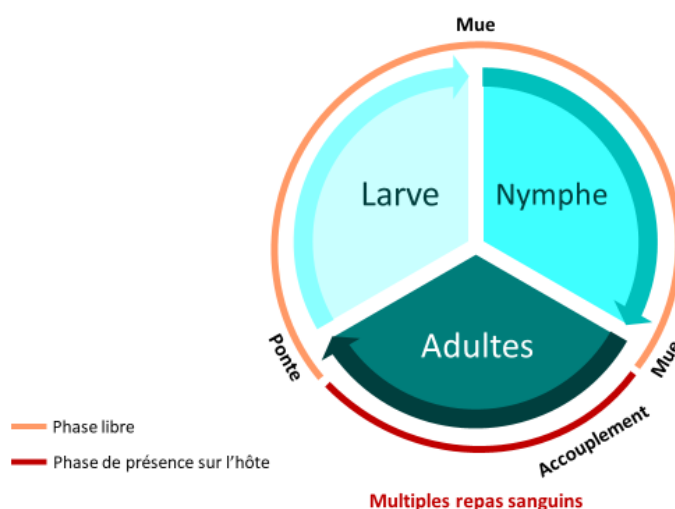 Mue
Larve
Nymphe
Adultes
Ponte
Mue
Accouplement
Phase libre
Phase de présence sur l'hôte
Multiples repas sanguins